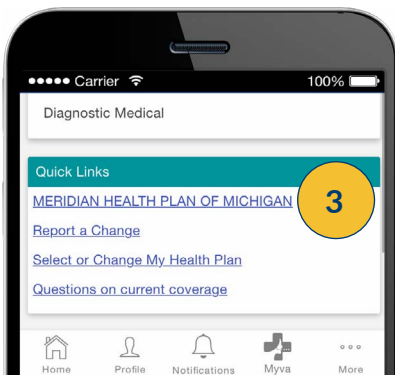 Carrier 100%
Diagnostic Medical
Quick Links
MERIDIAN HEALTH PLAN OF MICHIGAN
3
Report a Change
Select or Change My Health Plan
Questions on current coverage
Home Profile Notifications Myva More